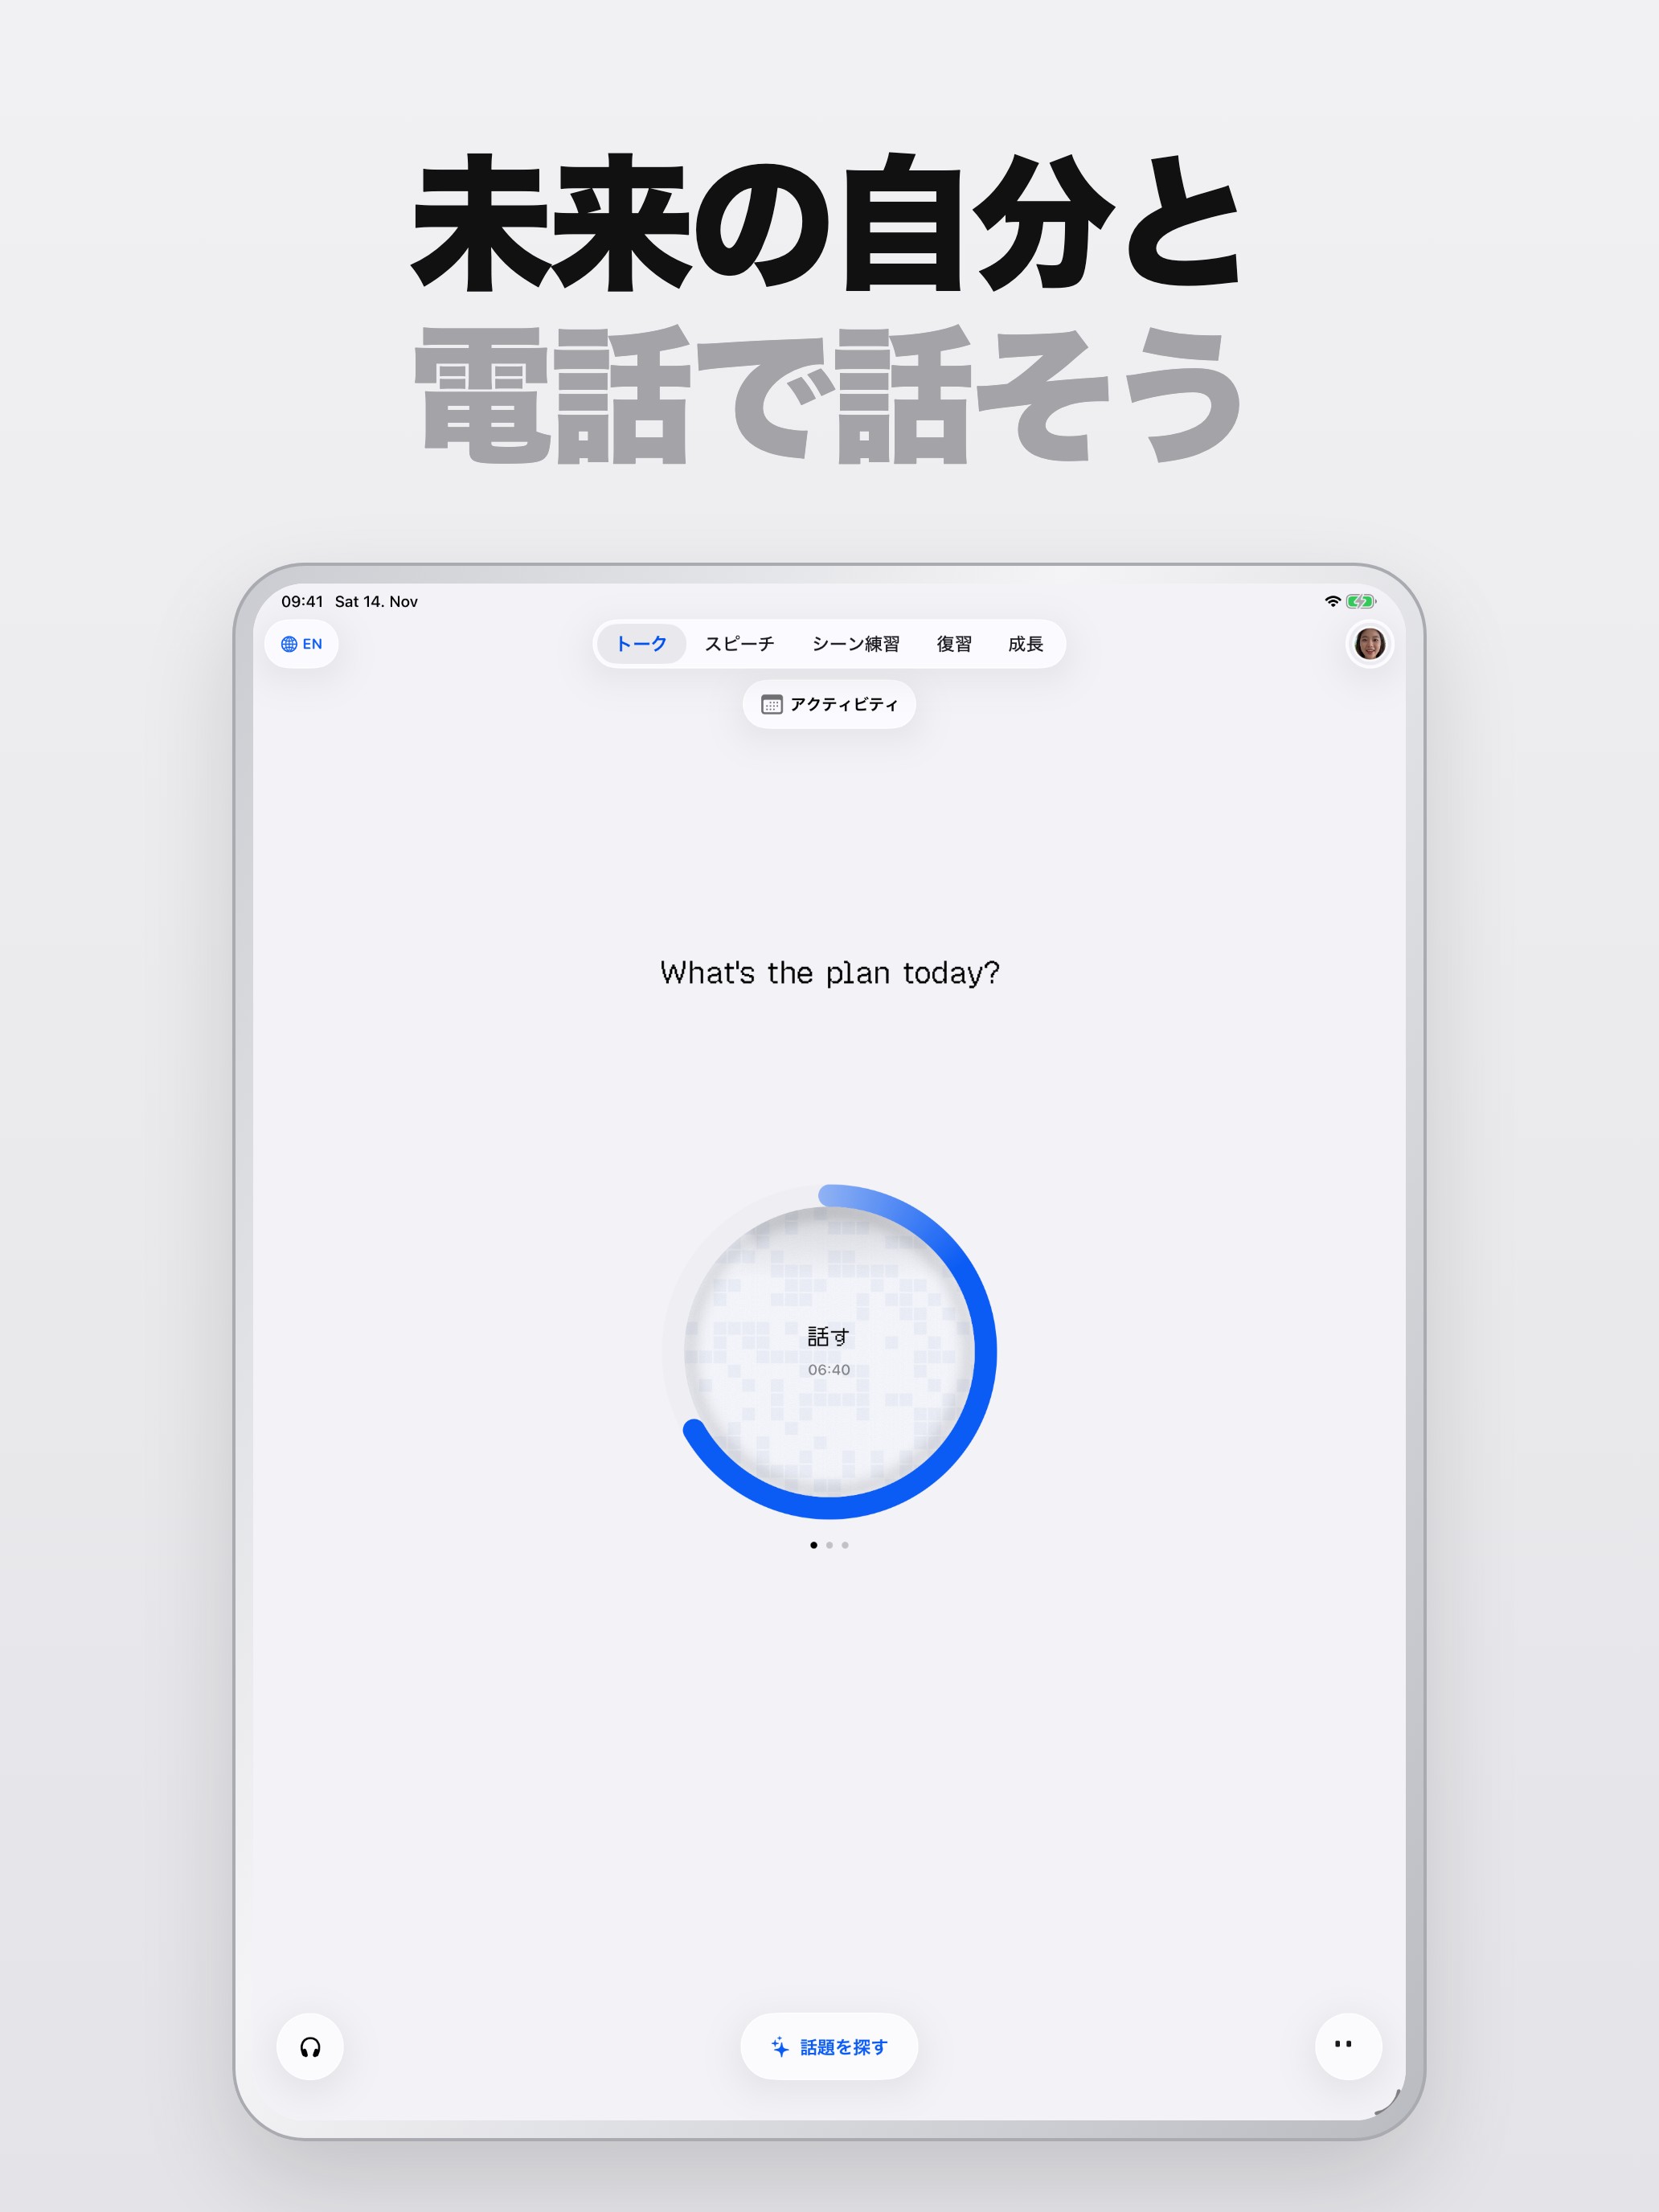 未来の自分と
電話で話そう
09:41 Sat 14. Nov
EN
トーク スピーチ シーン練習 復習 成長
アクティビティ
What's the plan today?
話す
06:40
話題を探す